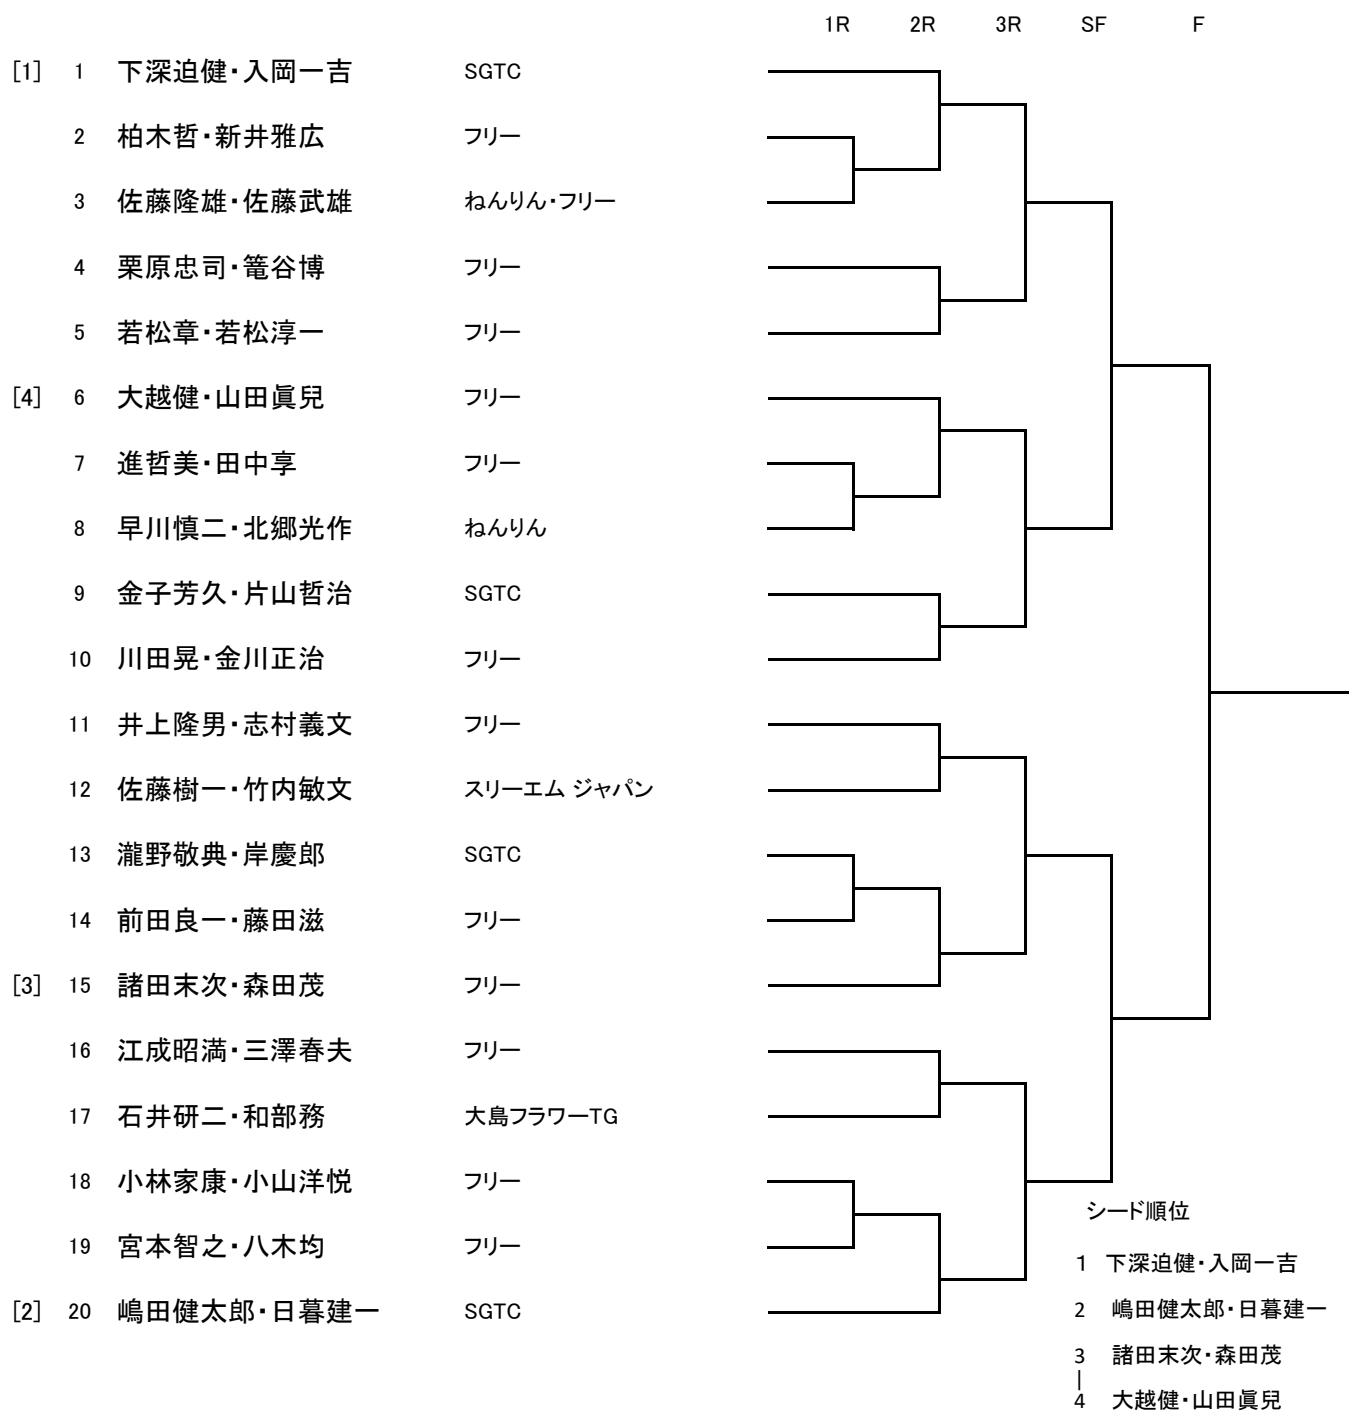 1R 2R 3R SF F
[1] 1 下深迫健・入岡一吉 SGTC
2 柏木哲・新井雅広 フリー
3 佐藤隆雄・佐藤武雄 ねんりん・フリー
4 栗原忠司・篭谷博 フリー
5 若松章・若松淳一 フリー
[4] 6 大越健・山田眞兒 フリー
7 進哲美・田中享 フリー
8 早川慎二・北郷光作 ねんりん
9 金子芳久・片山哲治 SGTC
10 川田晃・金川正治 フリー
11 井上隆男・志村義文 フリー
12 佐藤樹一・竹内敏文 スリーエム ジャパン
13 瀧野敬典・岸慶郎 SGTC
14 前田良一・藤田滋 フリー
[3] 15 諸田末次・森田茂 フリー
16 江成昭満・三澤春夫 フリー
17 石井研二・和部務 大島フラワーTG
18 小林家康・小山洋悦 フリー
19 宮本智之・八木均 フリー
[2] 20 嶋田健太郎・日暮建一 SGTC
シード順位
1 下深迫健・入岡一吉
2 嶋田健太郎・日暮建一
3 諸田末次・森田茂
|
4 大越健・山田眞兒